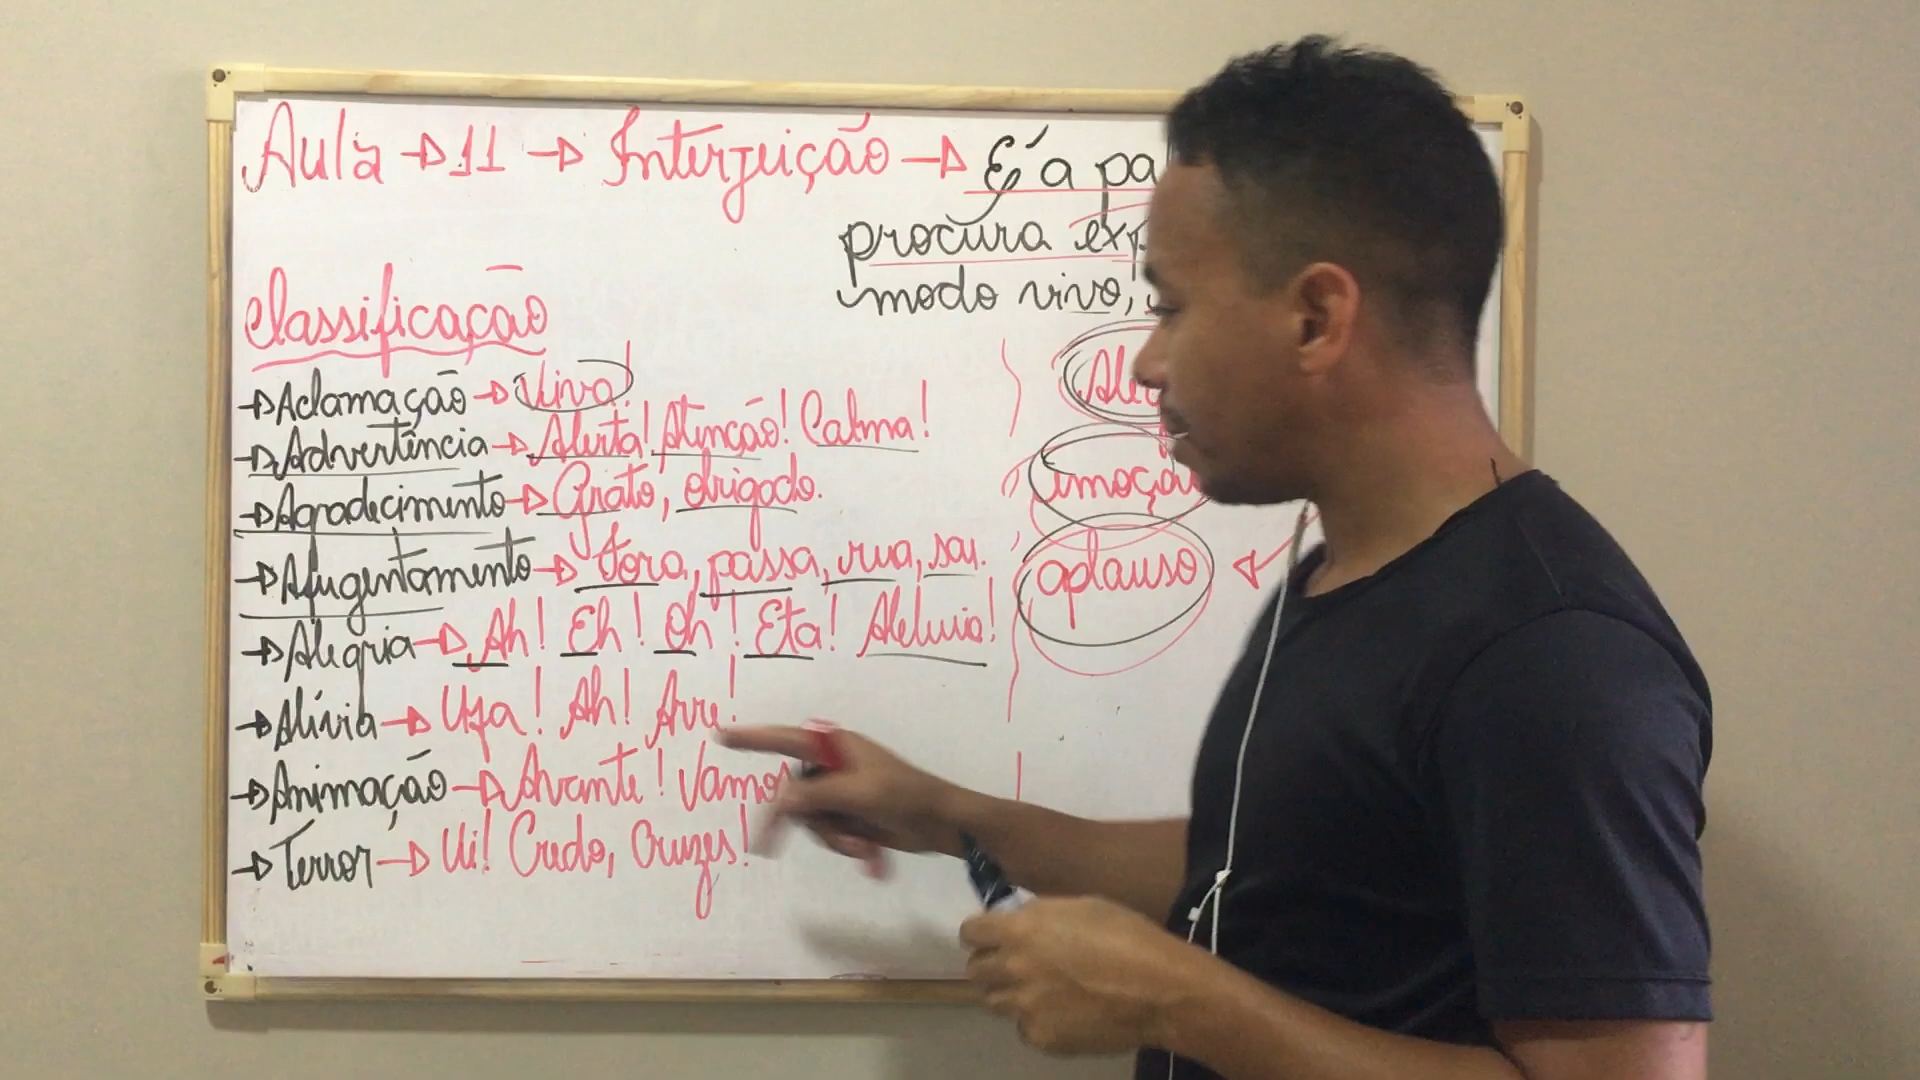 Aula → 11 → Interjeição → É a pa
procura exp
modo vivo,
Classificação
→ Aclamação → Viva!
→ Advertência → Alerta! Atenção! Calma!
→ Agradecimento → Grato, obrigado.
→ Afugentamento → Fora, passa, rua, sai.
→ Alegria → Ah! Eh! Oh! Eta! Aleluia!
→ Alívio → Ufa! Ah! Arre!
→ Animação → Avante! Vamos
→ Terror → Ui! Credo, Cruzes!
Aleg
emoção
aplauso